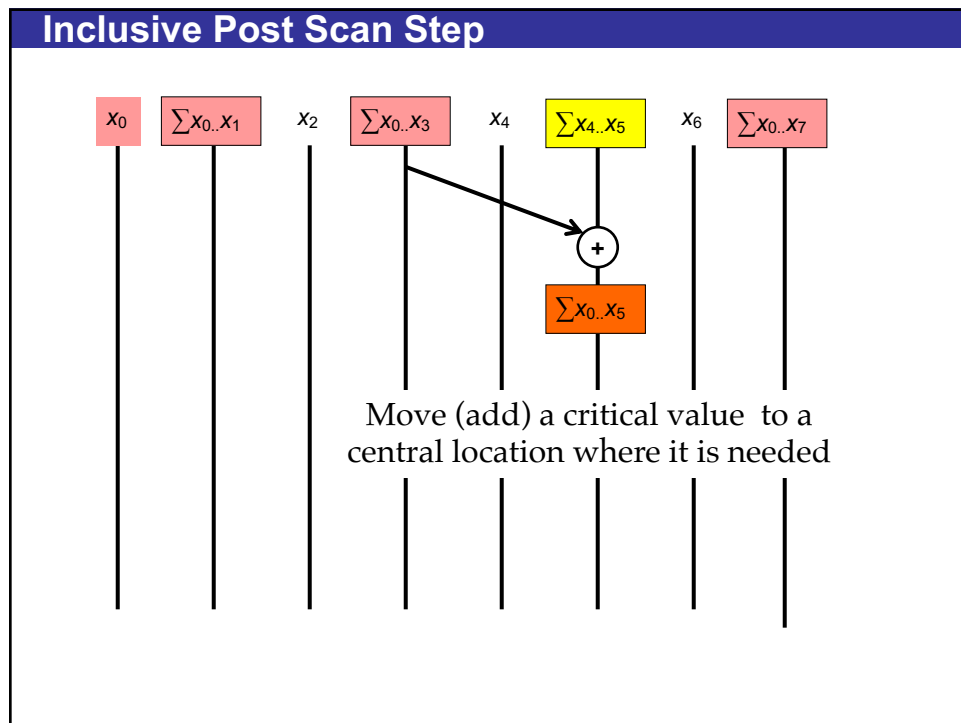 Inclusive Post Scan Step
x₀ ∑x₀..x₁ x₂ ∑x₀..x₃ x₄ ∑x₄..x₅ x₆ ∑x₀..x₇
+
∑x₀..x₅
Move (add) a critical value to a
central location where it is needed